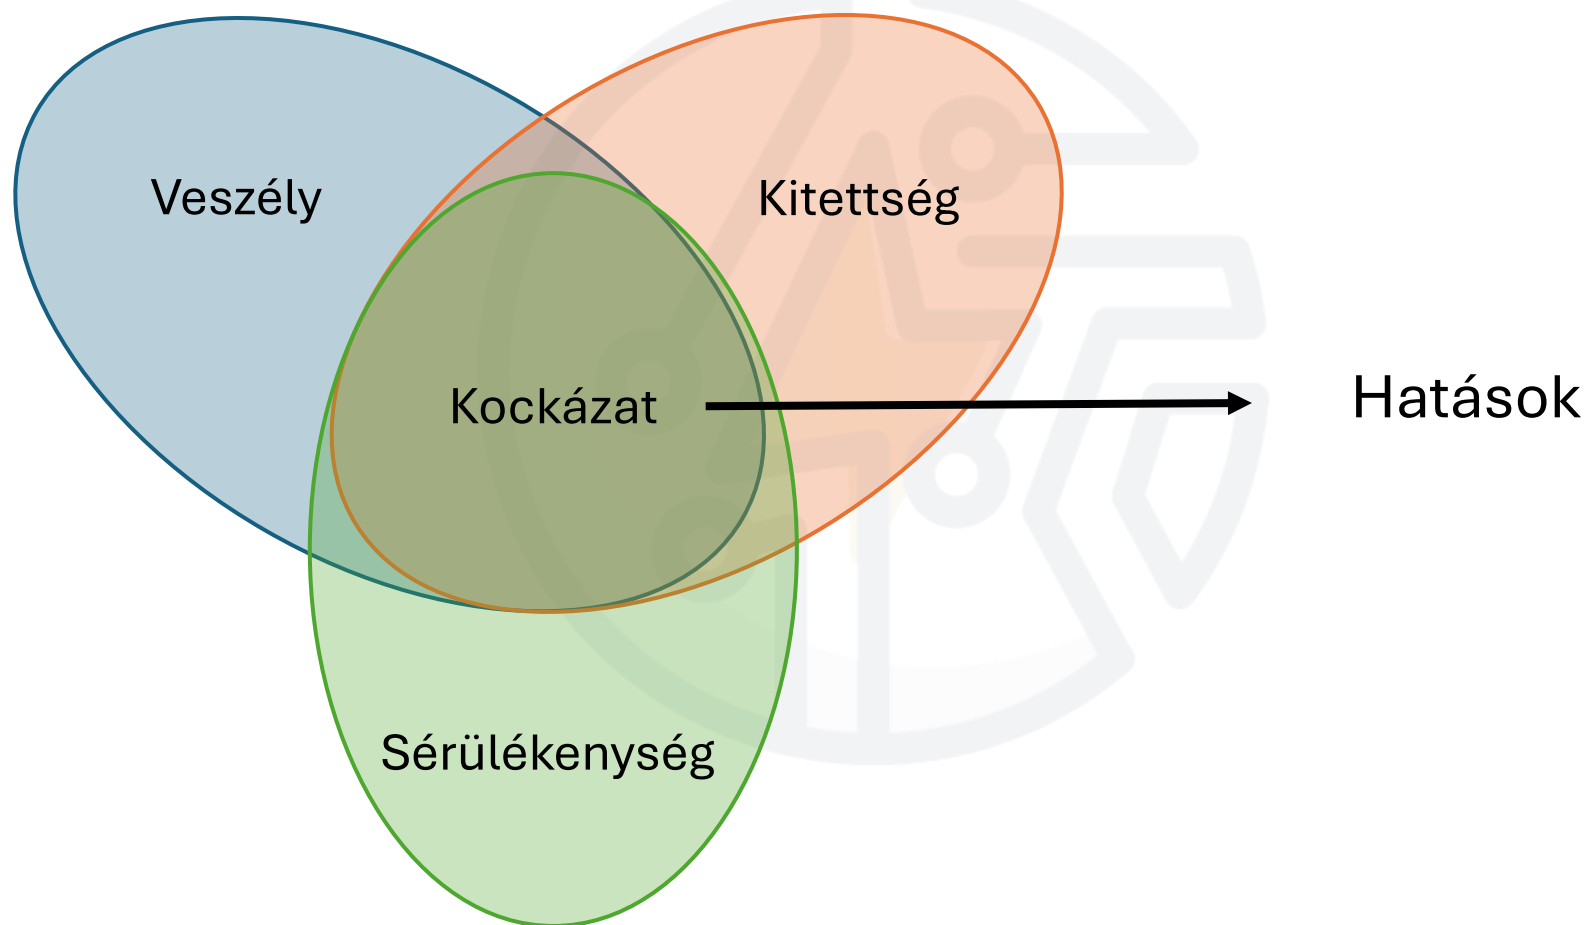 Veszély
Kitettség
Kockázat
Hatások
Sérülékenység